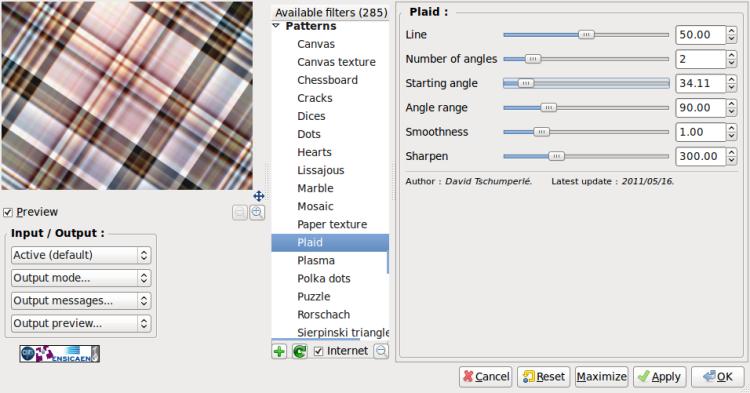 Preview
Input / Output :
Active (default)
Output mode...
Output messages...
Output preview...
ENSICAEN
Available filters (285)
Patterns
Canvas
Canvas texture
Chessboard
Cracks
Dices
Dots
Hearts
Lissajous
Marble
Mosaic
Paper texture
Plaid
Plasma
Polka dots
Puzzle
Rorschach
Sierpinski triangle
Internet
Plaid :
Line 50.00
Number of angles 2
Starting angle 34.11
Angle range 90.00
Smoothness 1.00
Sharpen 300.00
Author : David Tschumperlé. Latest update : 2011/05/16.
Cancel Reset Maximize Apply OK